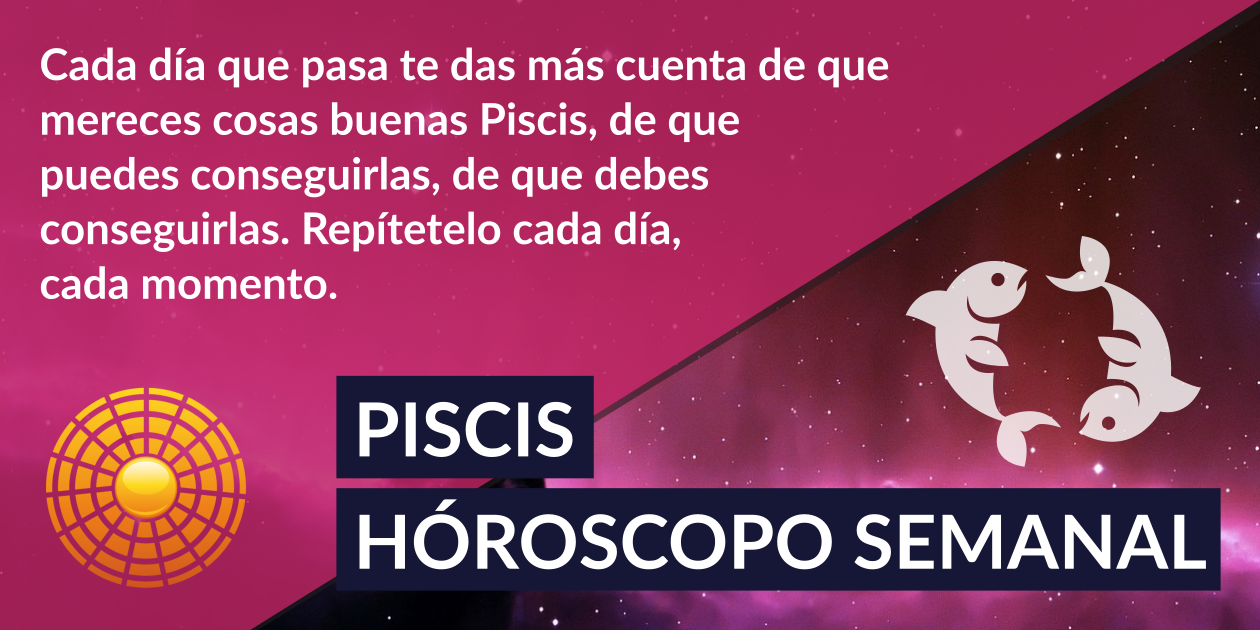 Cada día que pasa te das más cuenta de que
mereces cosas buenas Piscis, de que
puedes conseguirlas, de que debes
conseguirlas. Repítetelo cada día,
cada momento.
PISCIS
HÓROSCOPO SEMANAL